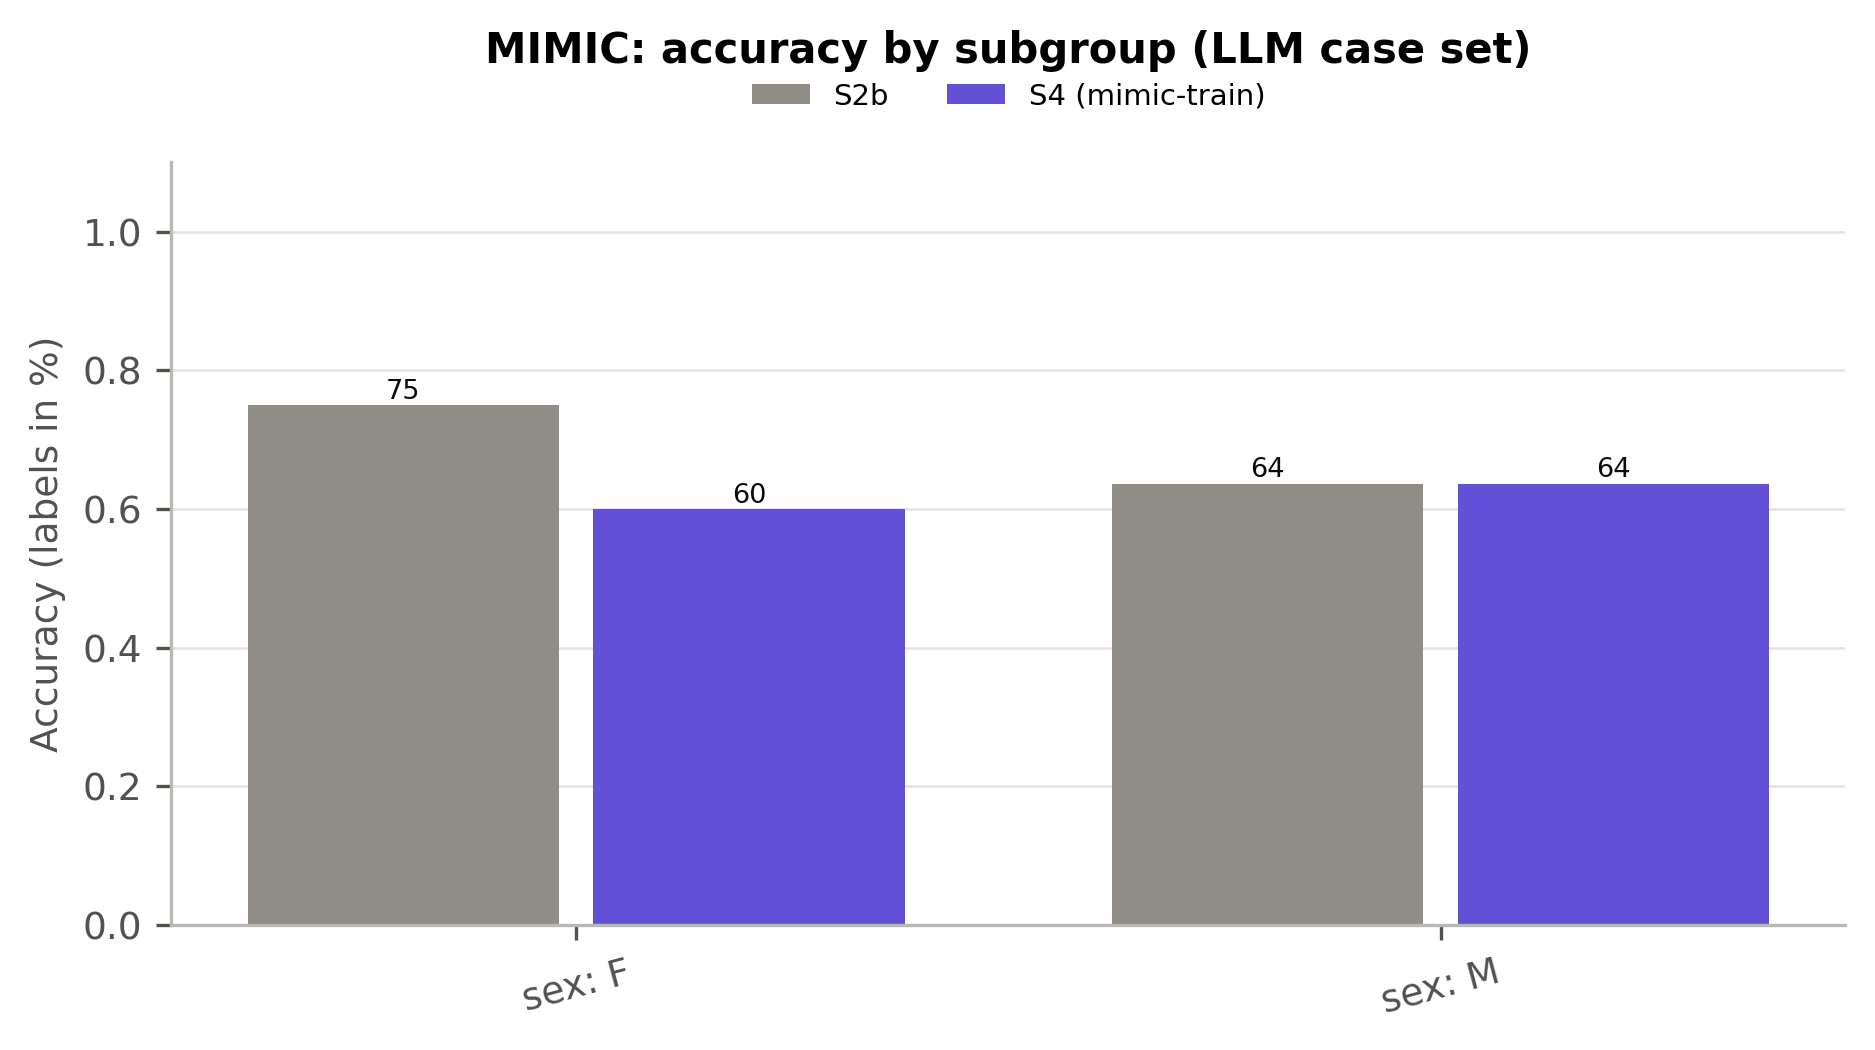 MIMIC: accuracy by subgroup (LLM case set)
S2b
S4 (mimic-train)
Accuracy (labels in %)
1.0
0.8
0.6
0.4
0.2
0.0
75
60
64
64
sex: F
sex: M